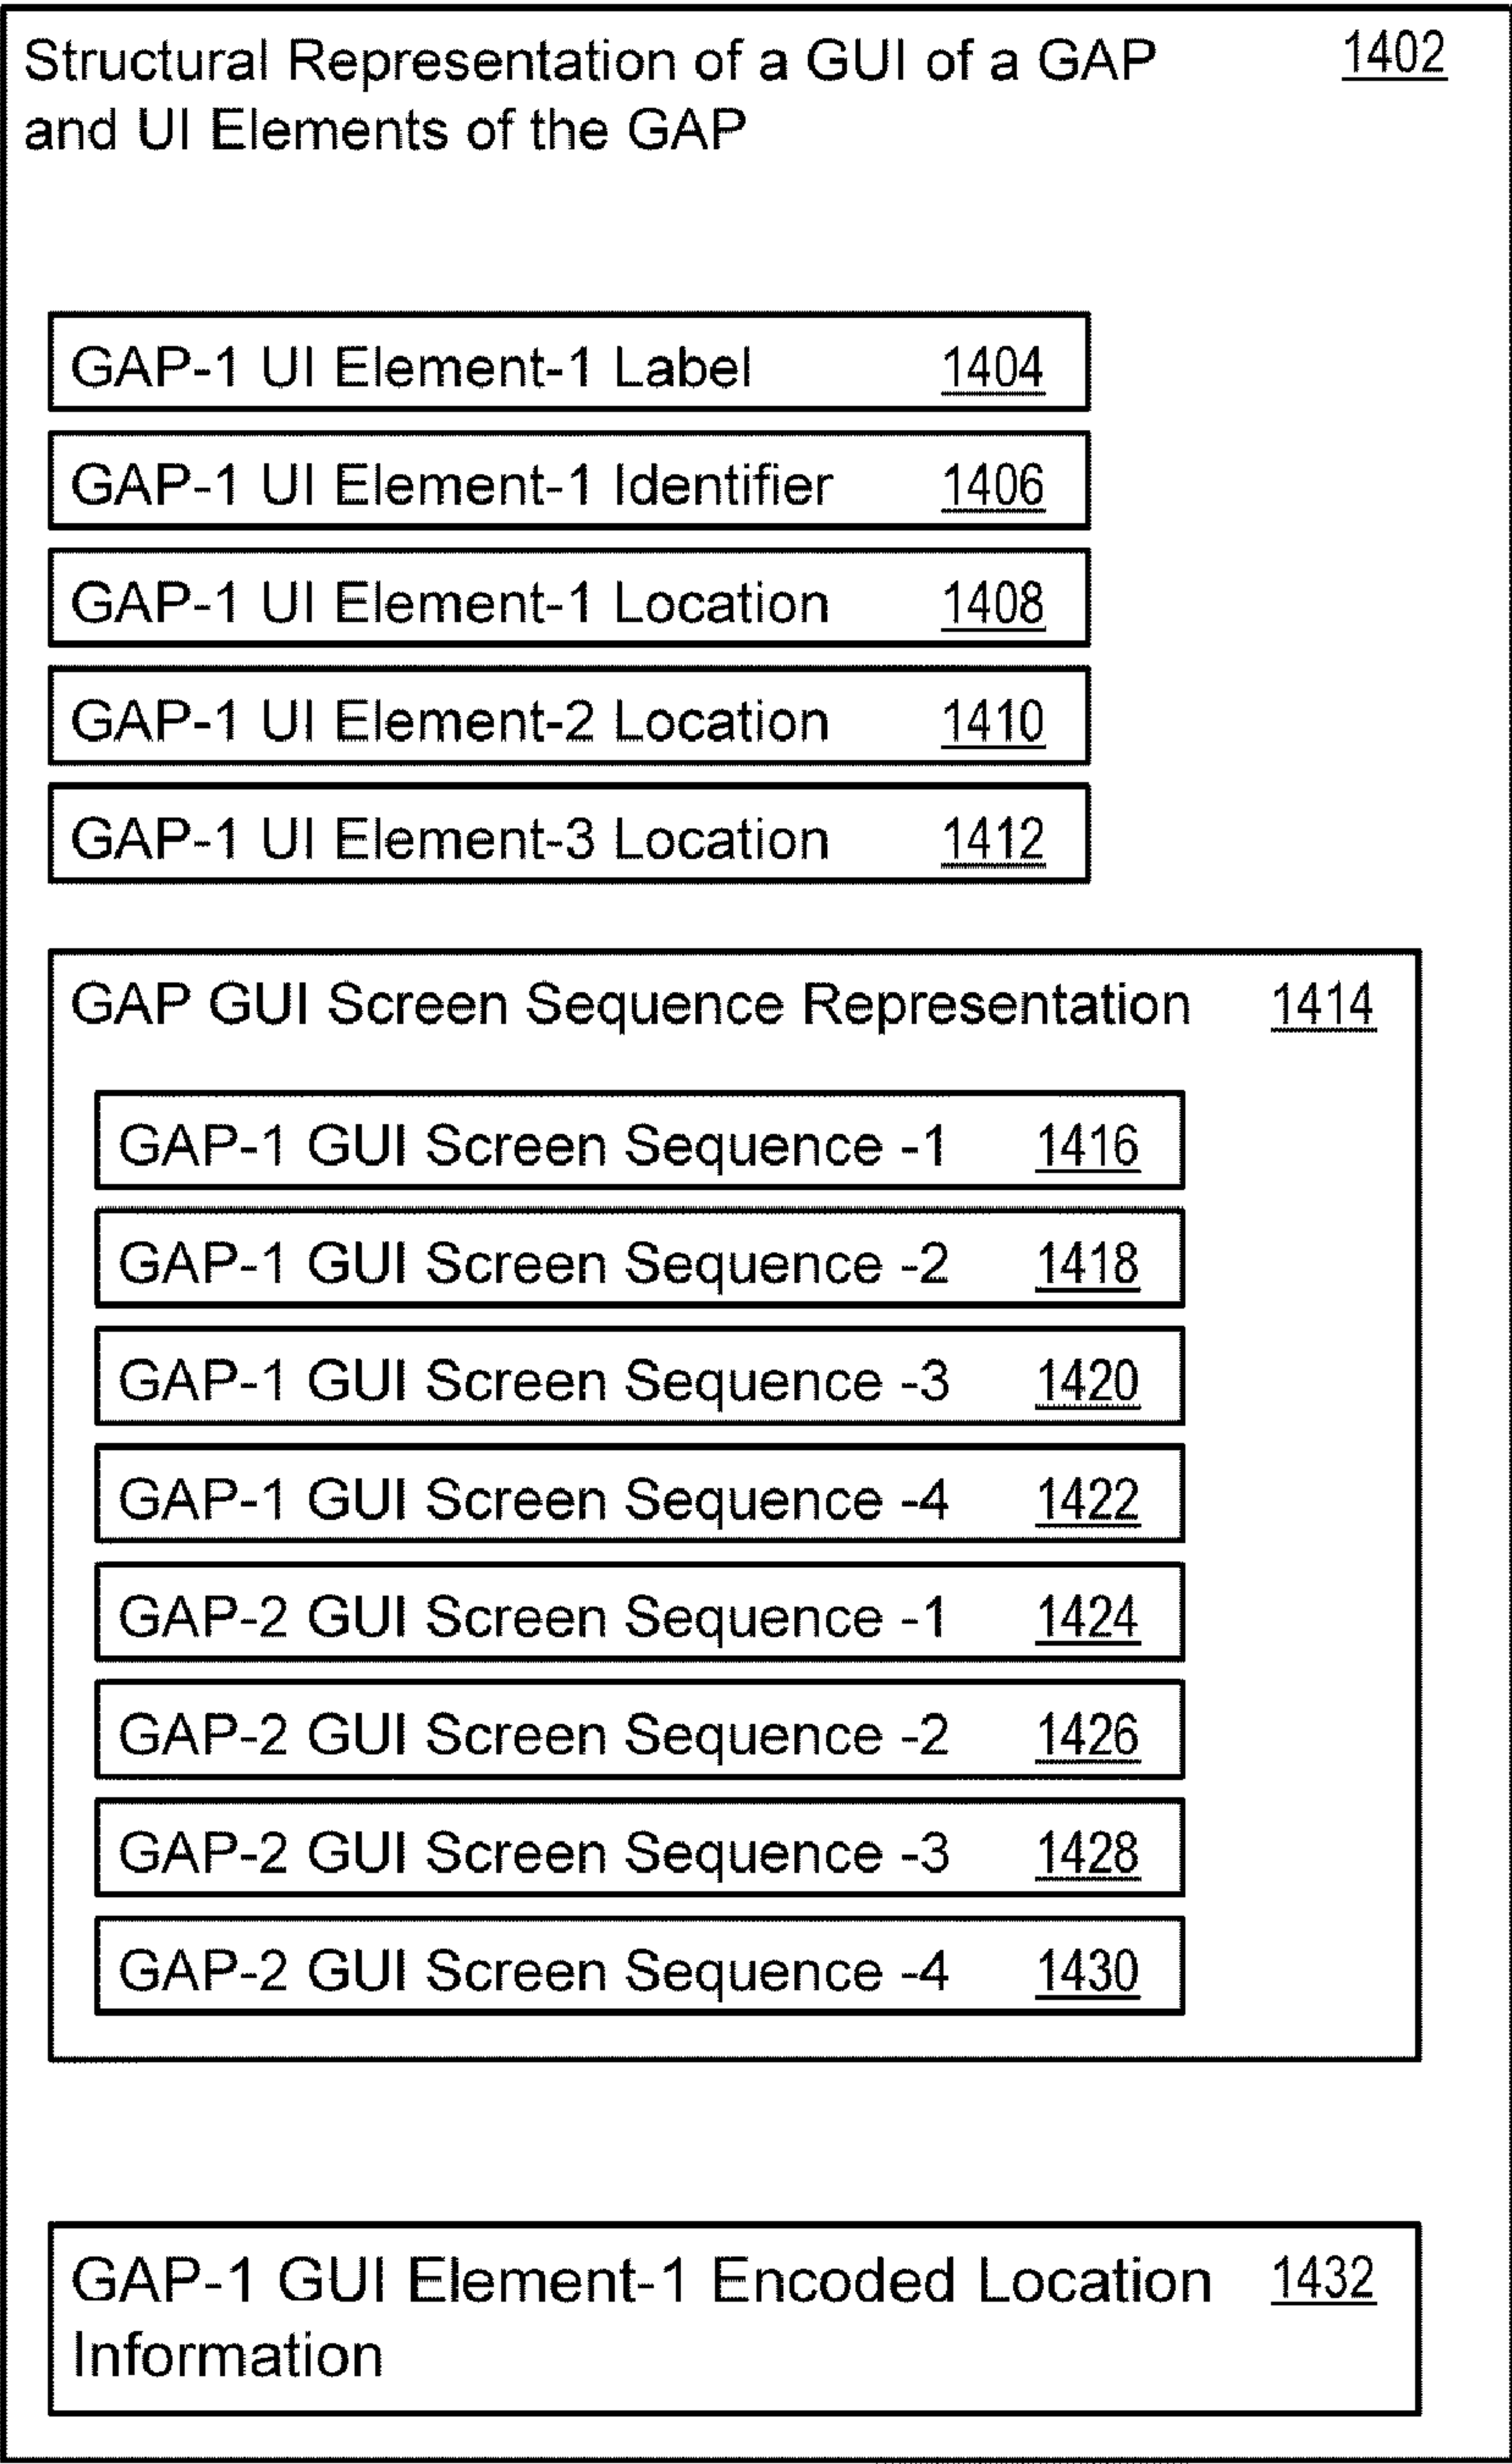 Structural Representation of a GUI of a GAP 1402
and UI Elements of the GAP
GAP-1 UI Element-1 Label 1404
GAP-1 UI Element-1 Identifier 1406
GAP-1 UI Element-1 Location 1408
GAP-1 UI Element-2 Location 1410
GAP-1 UI Element-3 Location 1412
GAP GUI Screen Sequence Representation 1414
GAP-1 GUI Screen Sequence -1 1416
GAP-1 GUI Screen Sequence -2 1418
GAP-1 GUI Screen Sequence -3 1420
GAP-1 GUI Screen Sequence -4 1422
GAP-2 GUI Screen Sequence -1 1424
GAP-2 GUI Screen Sequence -2 1426
GAP-2 GUI Screen Sequence -3 1428
GAP-2 GUI Screen Sequence -4 1430
GAP-1 GUI Element-1 Encoded Location 1432
Information